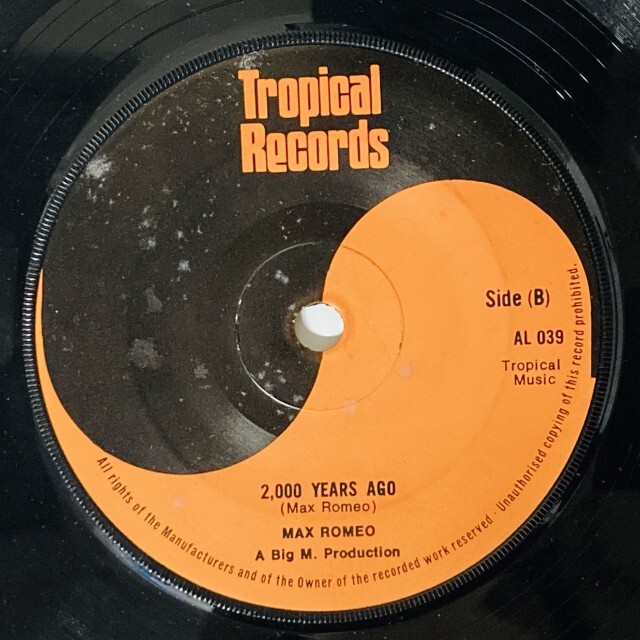 Tropical
Records
Side (B)
AL 039
Tropical
Music
2,000 YEARS AGO
(Max Romeo)
MAX ROMEO
A Big M. Production
All rights of the Manufacturers and of the Owner of the recorded work reserved - Unauthorised copying of this record prohibited.